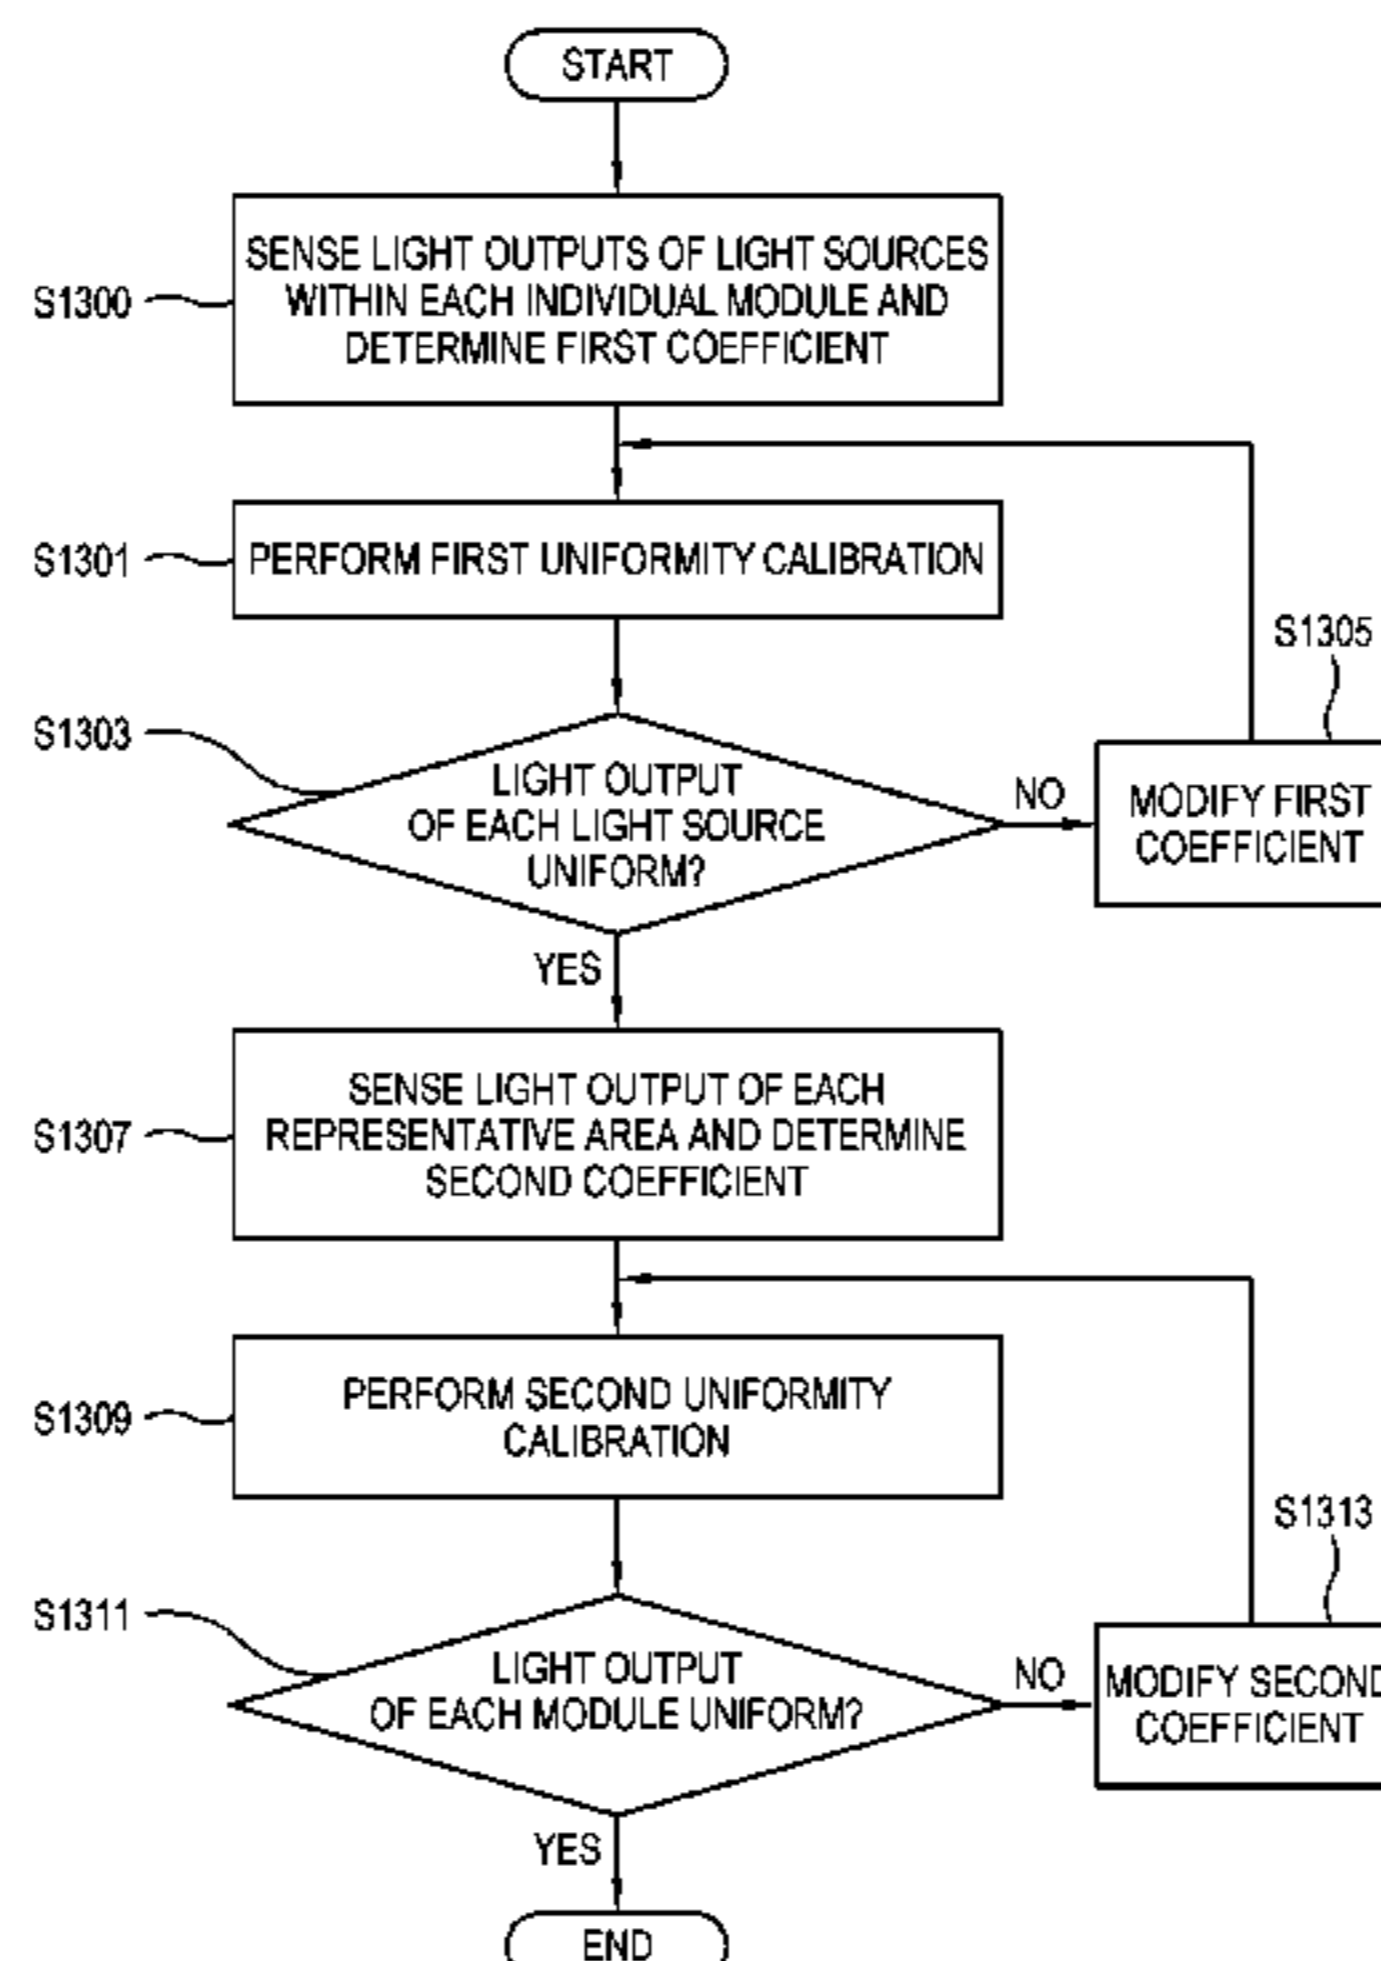 START
S1300
SENSE LIGHT OUTPUTS OF LIGHT SOURCES
WITHIN EACH INDIVIDUAL MODULE AND
DETERMINE FIRST COEFFICIENT
S1301
PERFORM FIRST UNIFORMITY CALIBRATION
S1303
LIGHT OUTPUT
OF EACH LIGHT SOURCE
UNIFORM?
NO
S1305
MODIFY FIRST
COEFFICIENT
YES
S1307
SENSE LIGHT OUTPUT OF EACH
REPRESENTATIVE AREA AND DETERMINE
SECOND COEFFICIENT
S1309
PERFORM SECOND UNIFORMITY
CALIBRATION
S1311
LIGHT OUTPUT
OF EACH MODULE UNIFORM?
NO
S1313
MODIFY SECOND
COEFFICIENT
YES
END